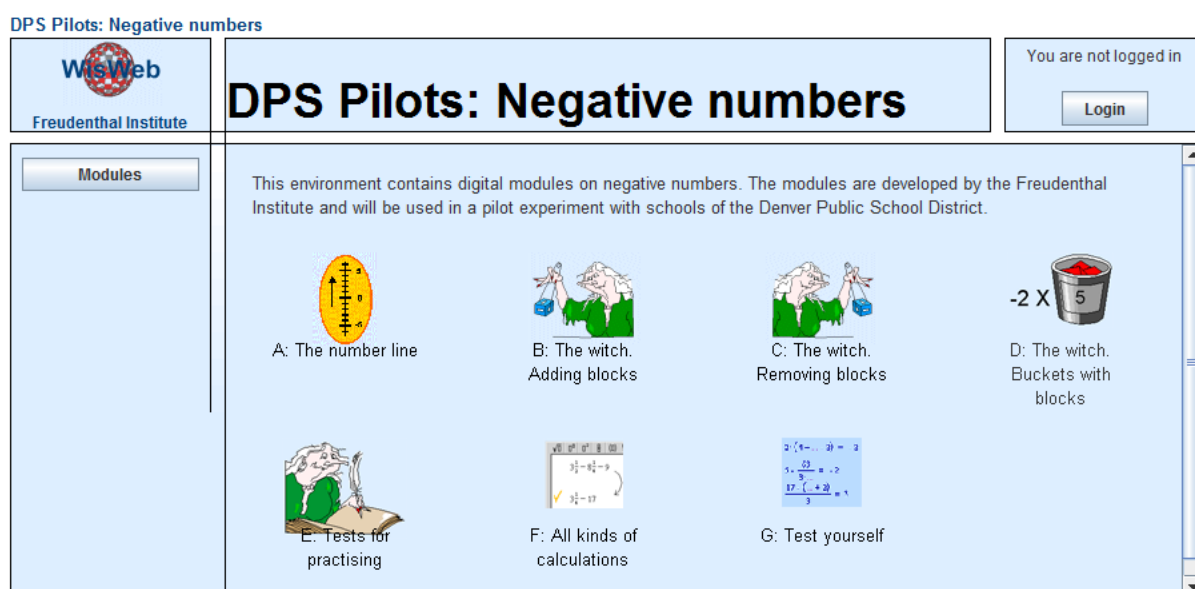 DPS Pilots: Negative numbers
WisWeb
Freudenthal Institute
DPS Pilots: Negative numbers
You are not logged in
Login
Modules
This environment contains digital modules on negative numbers. The modules are developed by the Freudenthal
Institute and will be used in a pilot experiment with schools of the Denver Public School District.
0
-2 X 5
A: The number line
B: The witch.
Adding blocks
C: The witch.
Removing blocks
D: The witch.
Buckets with
blocks
E: Tests for
practising
F: All kinds of
calculations
G: Test yourself